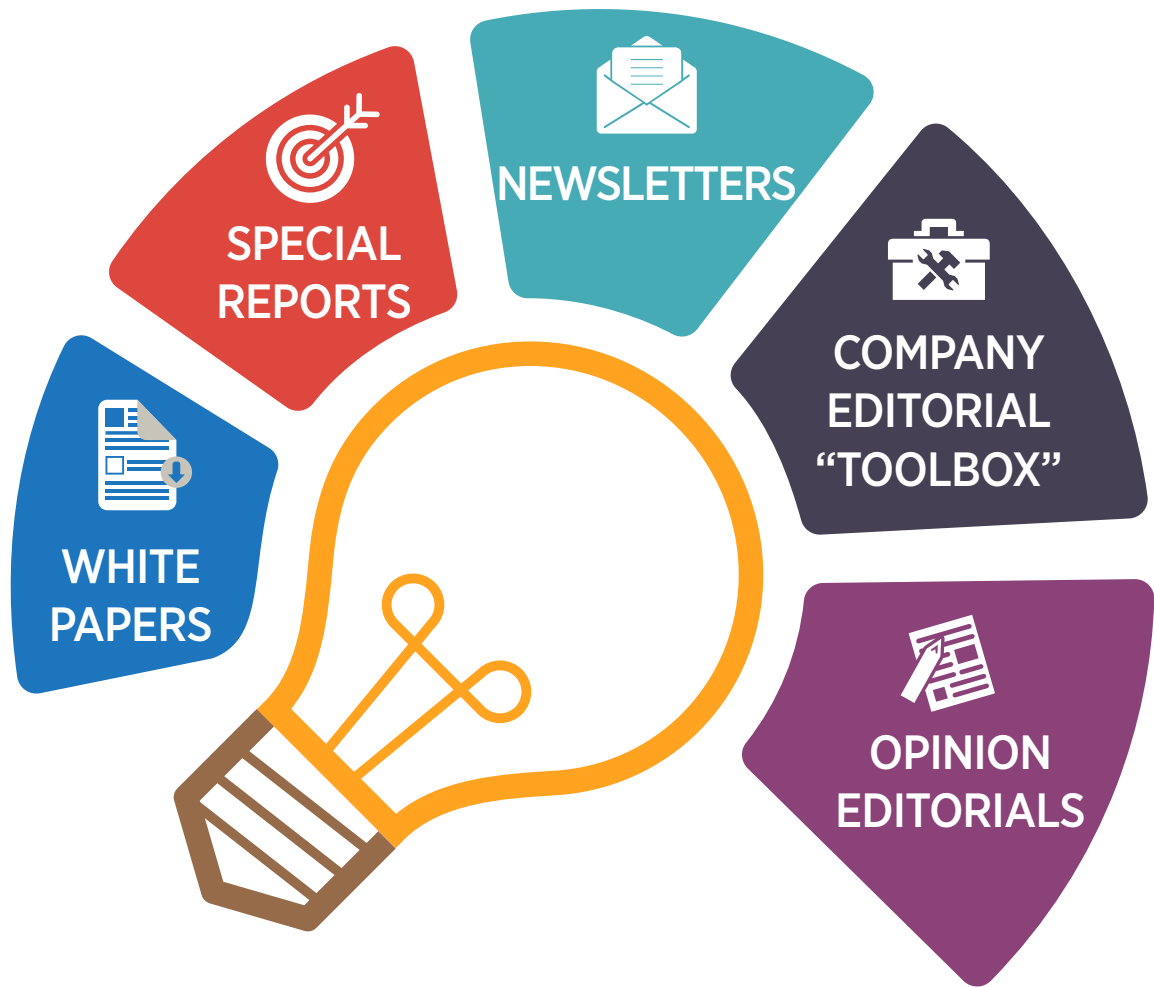 WHITE
PAPERS
SPECIAL
REPORTS
NEWSLETTERS
COMPANY
EDITORIAL
“TOOLBOX”
OPINION
EDITORIALS